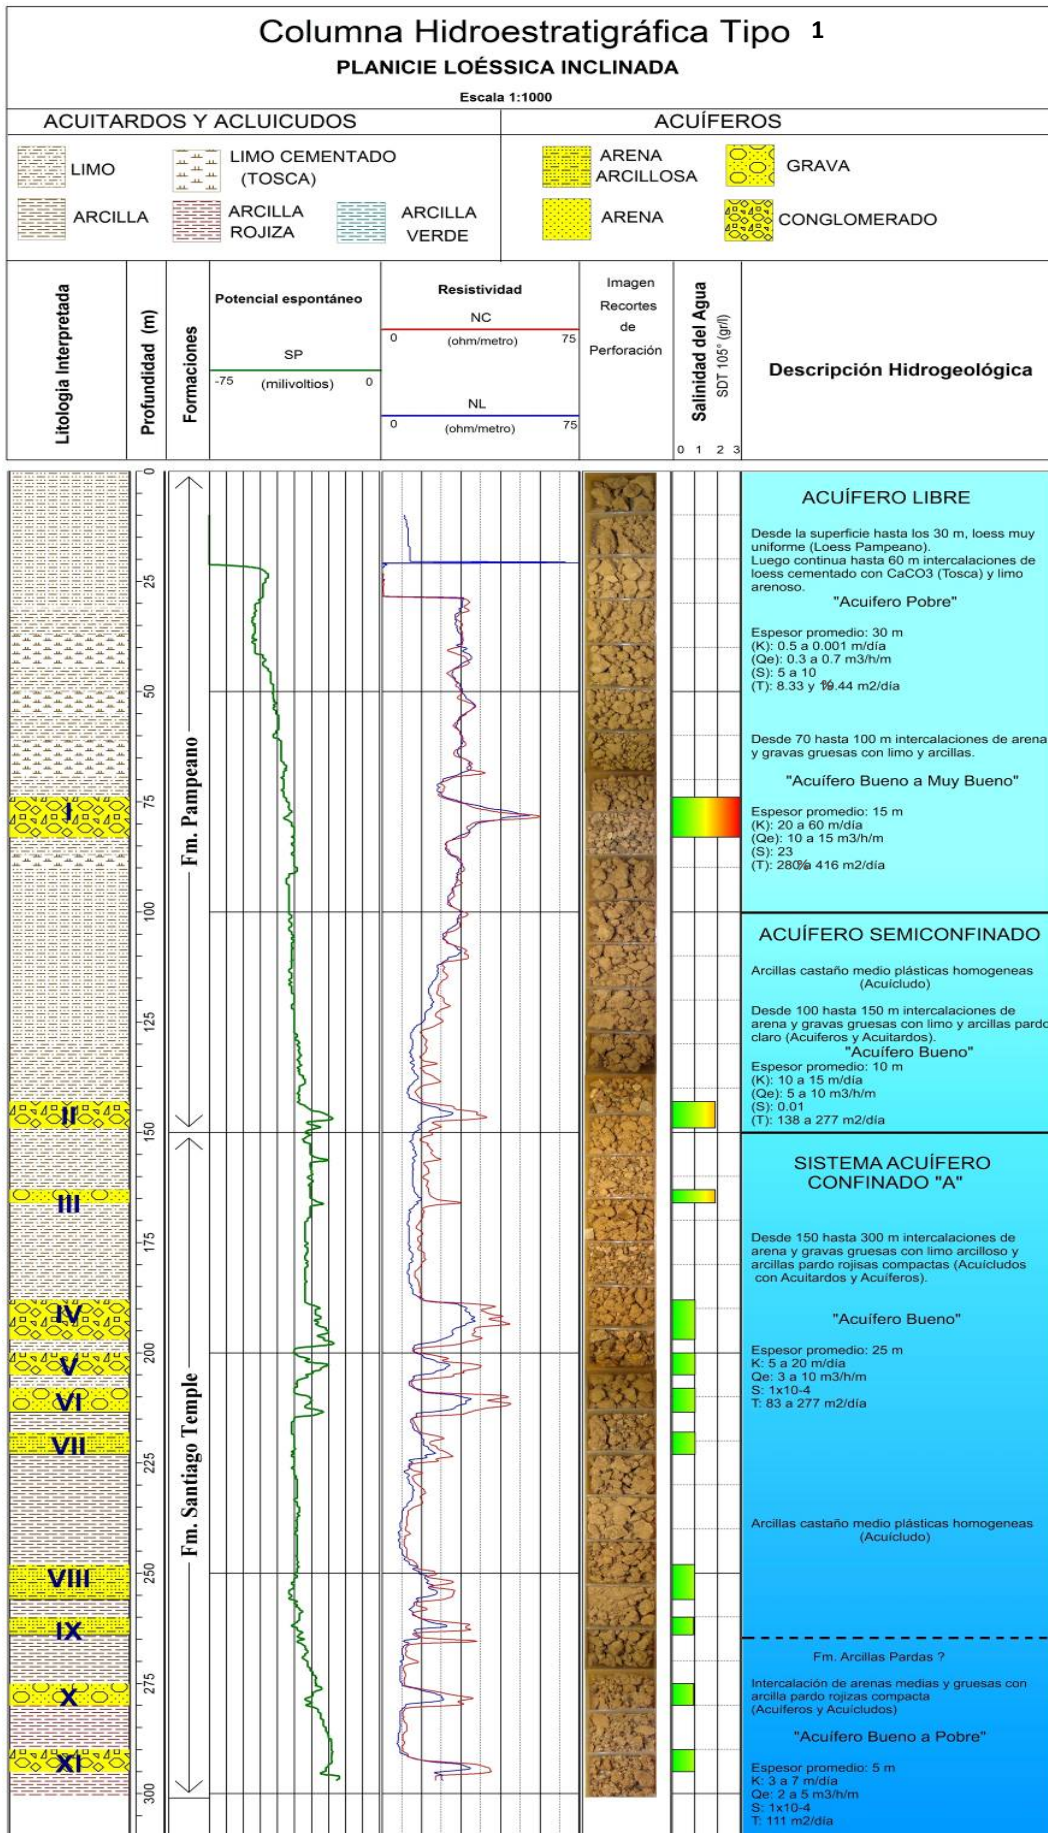 Columna Hidroestratigráfica Tipo 1
PLANICIE LOÉSSICA INCLINADA
Escala 1:1000
ACUITARDOS Y ACLUICUDOS
ACUÍFEROS
LIMO
LIMO CEMENTADO
(TOSCA)
ARENA
ARCILLOSA
GRAVA
ARCILLA
ARCILLA
ROJIZA
ARCILLA
VERDE
ARENA
CONGLOMERADO
Litología Interpretada
Profundidad (m)
Formaciones
Potencial espontáneo
SP
-75 (milivoltios) 0
Resistividad
NC
0 (ohm/metro) 75
NL
0 (ohm/metro) 75
Imagen
Recortes
de
Perforación
Salinidad del Agua
SDT 105° (gr/l)
0 1 2 3
Descripción Hidrogeológica
0
25
50
75
100
125
150
175
200
225
250
275
300
I
II
III
IV
V
VI
VII
VIII
IX
X
XI
Fm. Pampeano
Fm. Santiago Temple
ACUÍFERO LIBRE
Desde la superficie hasta los 30 m, loess muy
uniforme (Loess Pampeano).
Luego continua hasta 60 m intercalaciones de
loess cementado con CaCO3 (Tosca) y limo
arenoso.
"Acuifero Pobre"
Espesor promedio: 30 m
(K): 0.5 a 0.001 m/día
(Qe): 0.3 a 0.7 m3/h/m
(S): 5 a 10
(T): 8.33 y .44 m2/día
Desde 70 hasta 100 m intercalaciones de arena
y gravas gruesas con limo y arcillas.
"Acuífero Bueno a Muy Bueno"
Espesor promedio: 15 m
(K): 20 a 60 m/día
(Qe): 10 a 15 m3/h/m
(S): 23
(T): 280 a 416 m2/día
ACUÍFERO SEMICONFINADO
Arcillas castaño medio plásticas homogeneas
(Acuícludo)
Desde 100 hasta 150 m intercalaciones de
arena y gravas gruesas con limo y arcillas pardo
claro (Acuiferos y Acuitardos).
"Acuífero Bueno"
Espesor promedio: 10 m
(K): 10 a 15 m/día
(Qe): 5 a 10 m3/h/m
(S): 0.01
(T): 138 a 277 m2/día
SISTEMA ACUÍFERO
CONFINADO "A"
Desde 150 hasta 300 m intercalaciones de
arena y gravas gruesas con limo arcilloso y
arcillas pardo rojisas compactas (Acuícludos
con Acuitardos y Acuíferos).
"Acuífero Bueno"
Espesor promedio: 25 m
K: 5 a 20 m/día
Qe: 3 a 10 m3/h/m
S: 1x10-4
T: 83 a 277 m2/día
Arcillas castaño medio plásticas homogeneas
(Acuícludo)
Fm. Arcillas Pardas ?
Intercalación de arenas medias y gruesas con
arcilla pardo rojizas compacta
(Acuíferos y Acuícludos)
"Acuífero Bueno a Pobre"
Espesor promedio: 5 m
K: 3 a 7 m/día
Qe: 2 a 5 m3/h/m
S: 1x10-4
T: 111 m2/día